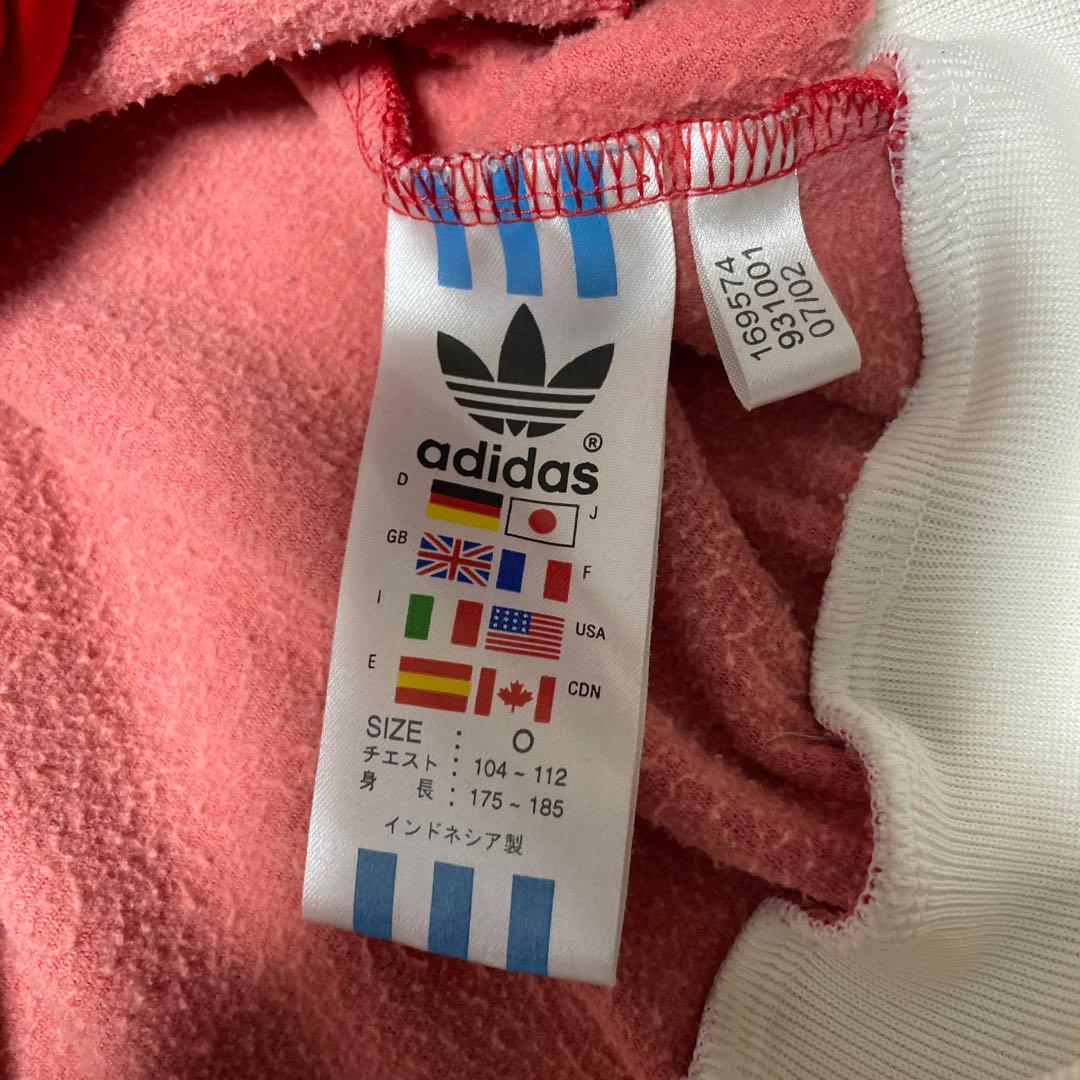 adidas®
D
J
GB
F
I
USA
E
CDN
SIZE : O
チエスト : 104 ~ 112
身 長 : 175 ~ 185
インドネシア製
169574
931001
07/02